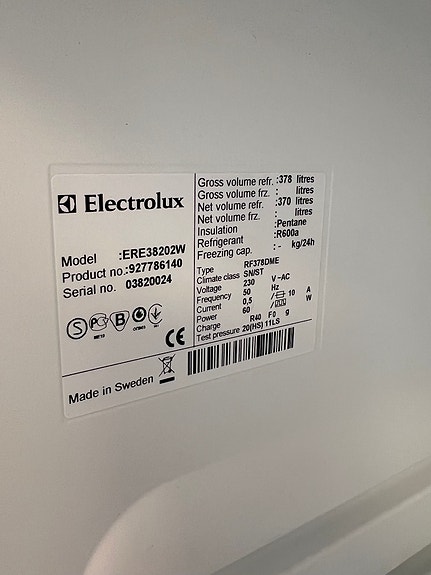 Electrolux
Model :ERE38202W
Product no.:927786140
Serial no. 03820024
Made in Sweden
Gross volume refr. :378 litres
Gross volume frz. : litres
Net volume refr. :370 litres
Net volume frz. : litres
Insulation :Pentane
Refrigerant :R600a
Freezing cap. : - kg/24h
Type RF378DME
Climate class SN/ST
Voltage 230 V ~AC
Frequency 50 Hz
Current 0,5 / 10 A
Power 60 / W
Charge R40 F0 g
Test pressure 20(HS) 11LS